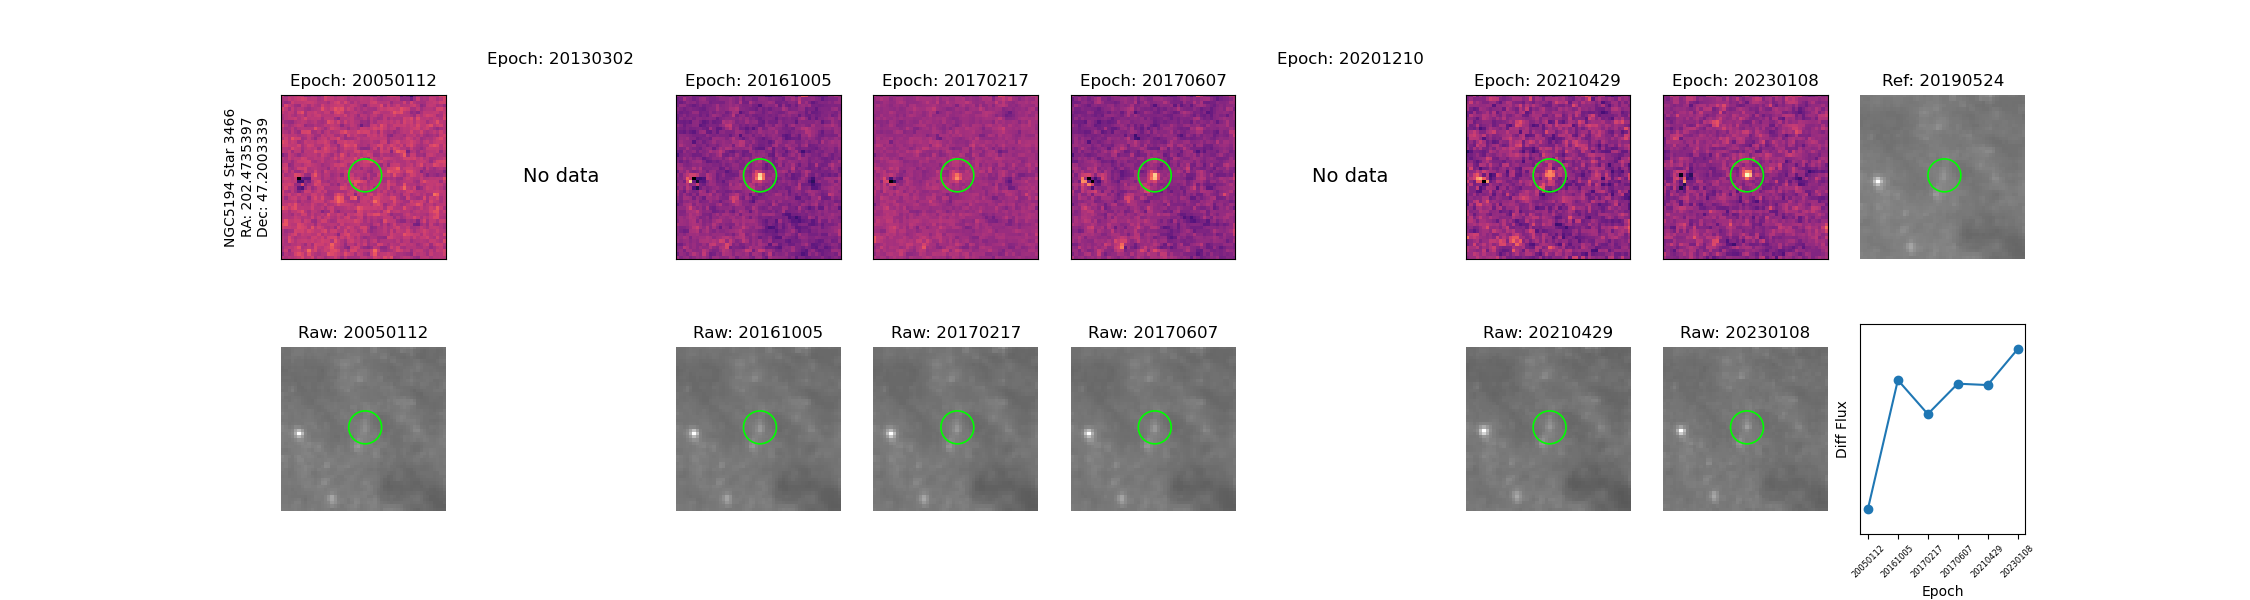 Epoch: 20130302
Epoch: 20201210
Epoch: 20050112
Epoch: 20161005
Epoch: 20170217
Epoch: 20170607
Epoch: 20210429
Epoch: 20230108
Ref: 20190524
NGC5194 Star 3466
RA: 202.4735397
Dec: 47.2003339
No data
No data
Raw: 20050112
Raw: 20161005
Raw: 20170217
Raw: 20170607
Raw: 20210429
Raw: 20230108
Diff Flux
20050112
20161005
20170217
20170607
20210429
20230108
Epoch